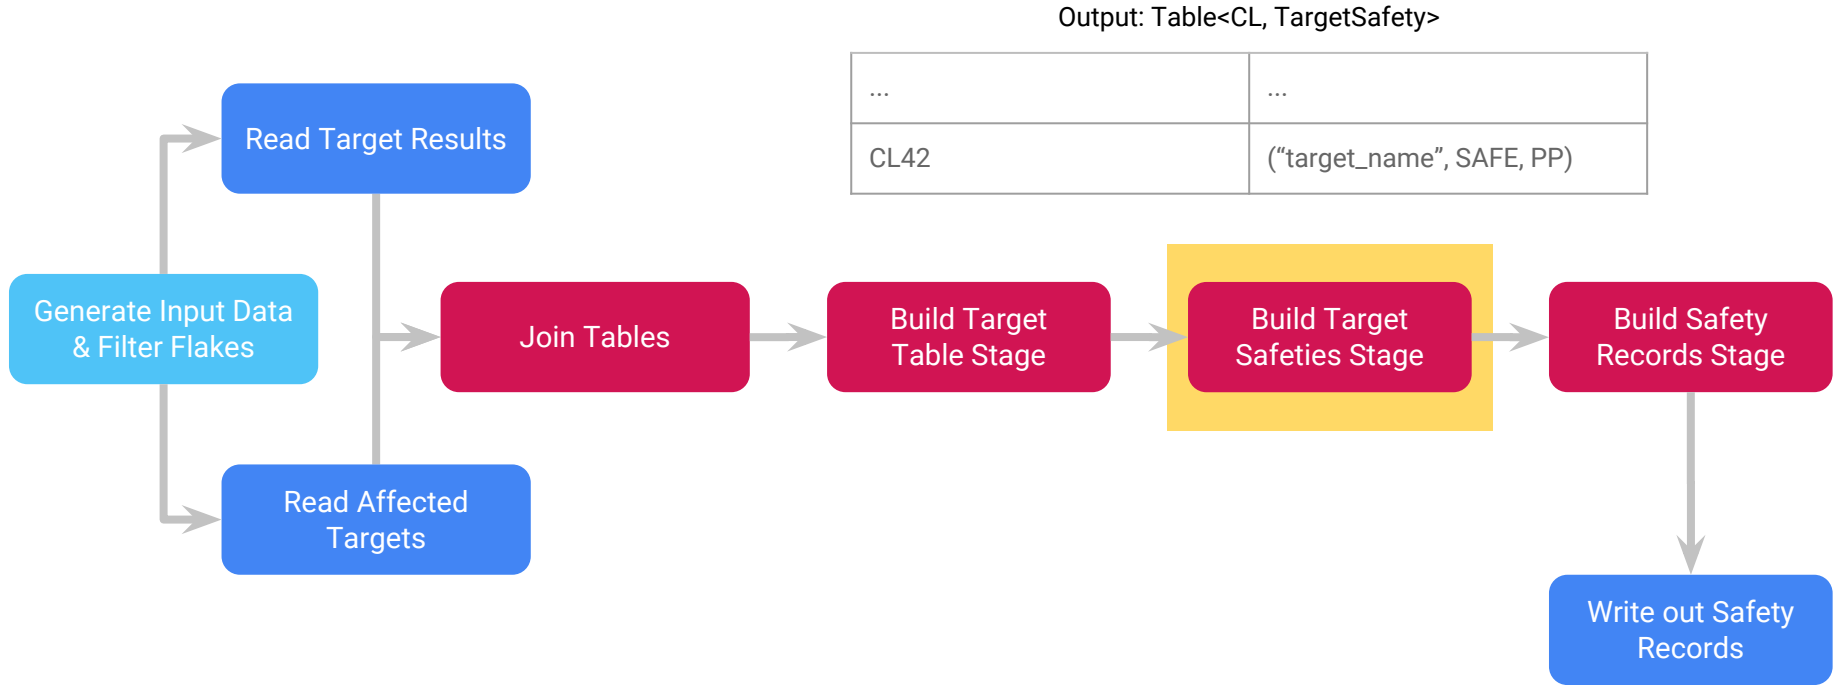 Output: Table<CL, TargetSafety>
... ...
CL42 (“target_name”, SAFE, PP)
Read Target Results
Generate Input Data
& Filter Flakes
Join Tables
Build Target
Table Stage
Build Target
Safeties Stage
Build Safety
Records Stage
Read Affected
Targets
Write out Safety
Records